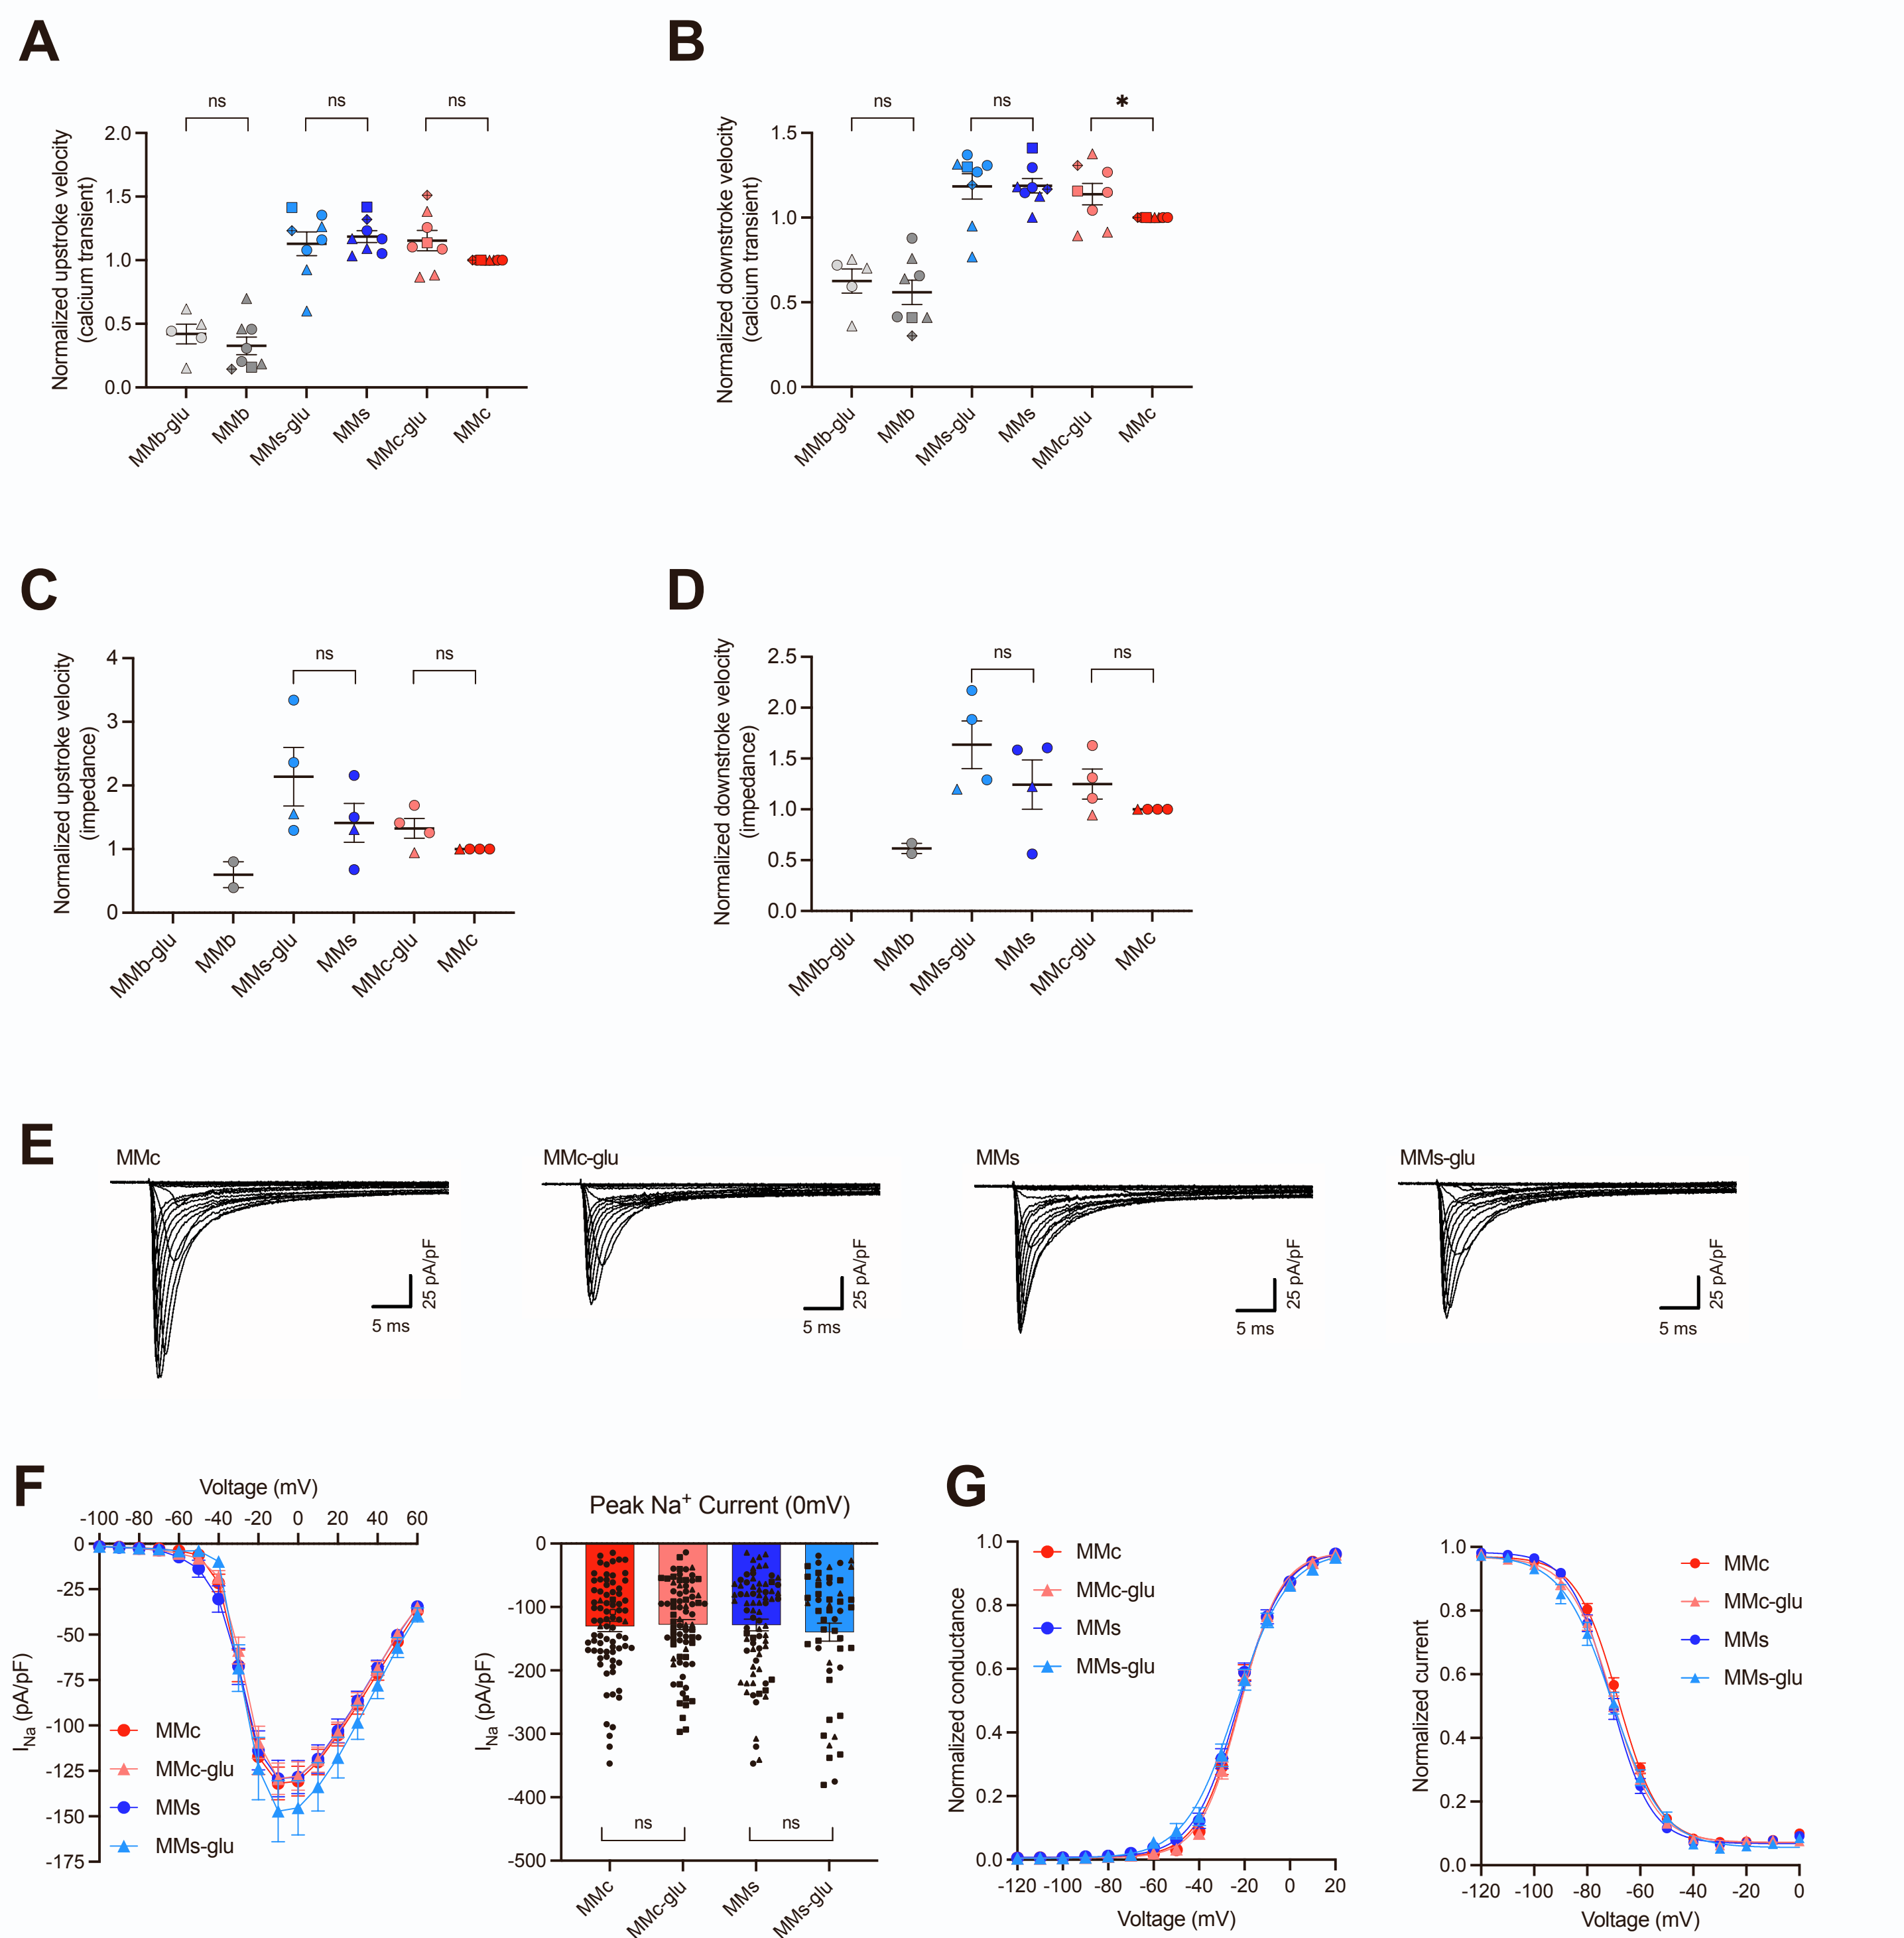 A
ns
ns
ns
Normalized upstroke velocity
(calcium transient)
2.0
1.5
1.0
0.5
0.0
MMb-glu
MMb
MMs-glu
MMs
MMc-glu
MMc
B
ns
ns
*
Normalized downstroke velocity
(calcium transient)
1.5
1.0
0.5
0.0
MMb-glu
MMb
MMs-glu
MMs
MMc-glu
MMc
C
ns
ns
Normalized upstroke velocity
(impedance)
4
3
2
1
0
MMb-glu
MMb
MMs-glu
MMs
MMc-glu
MMc
D
ns
ns
Normalized downstroke velocity
(impedance)
2.5
2.0
1.5
1.0
0.5
0.0
MMb-glu
MMb
MMs-glu
MMs
MMc-glu
MMc
E
MMc
25 pA/pF
5 ms
MMc-glu
25 pA/pF
5 ms
MMs
25 pA/pF
5 ms
MMs-glu
25 pA/pF
5 ms
F
Voltage (mV)
-100 -80 -60 -40 -20 0 20 40 60
0
-25
-50
-75
-100
-125
-150
-175
INa (pA/pF)
MMc
MMc-glu
MMs
MMs-glu
Peak Na+ Current (0mV)
0
-100
-200
-300
-400
-500
INa (pA/pF)
ns
ns
MMc
MMc-glu
MMs
MMs-glu
G
Normalized conductance
1.0
0.8
0.6
0.4
0.2
0.0
MMc
MMc-glu
MMs
MMs-glu
-120 -100 -80 -60 -40 -20 0 20
Voltage (mV)
Normalized current
1.0
0.8
0.6
0.4
0.2
0.0
MMc
MMc-glu
MMs
MMs-glu
-120 -100 -80 -60 -40 -20 0
Voltage (mV)